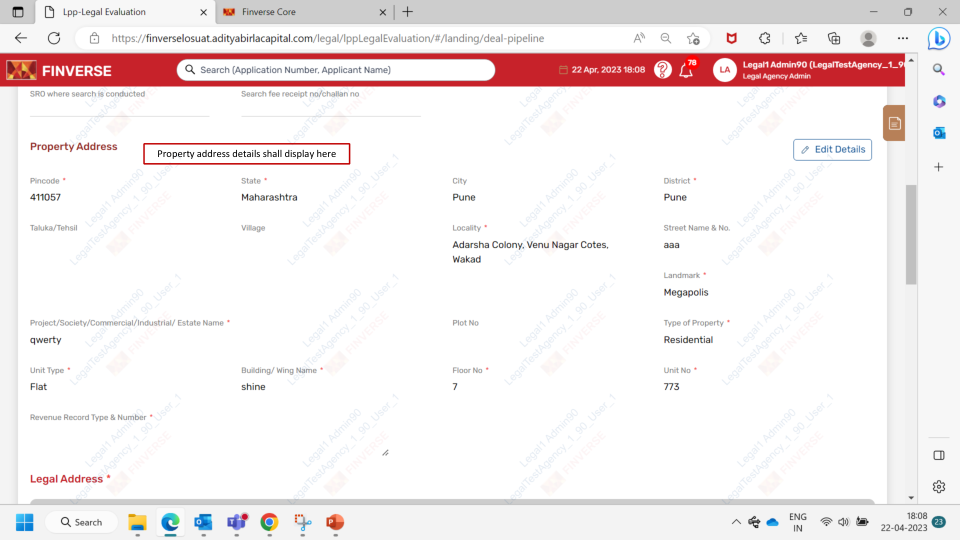 Lpp-Legal Evaluation
Finverse Core
https://finverselosuat.adityabirlacapital.com/legal/lppLegalEvaluation/#/landing/deal-pipeline
FINVERSE
Search (Application Number, Applicant Name)
22 Apr, 2023 18:08
78
LA
Legal1 Admin90 (LegalTestAgency_1_9
Legal Agency Admin
SRO where search is conducted
Search fee receipt no/challan no
Property Address
Property address details shall display here
Edit Details
Pincode *
State *
City
District *
411057
Maharashtra
Pune
Pune
Taluka/Tehsil
Village
Locality *
Street Name & No.
Adarsha Colony, Venu Nagar Cotes,
Wakad
aaa
Landmark *
Megapolis
Project/Society/Commercial/Industrial/ Estate Name *
Plot No
Type of Property *
qwerty
Residential
Unit Type *
Building/ Wing Name *
Floor No *
Unit No *
Flat
shine
7
773
Revenue Record Type & Number *
Legal Address *
Legal1 Admin90
LegalTestAgency_1_90_User_1
FINVERSE
Search
ENG
IN
18:08
22-04-2023
23